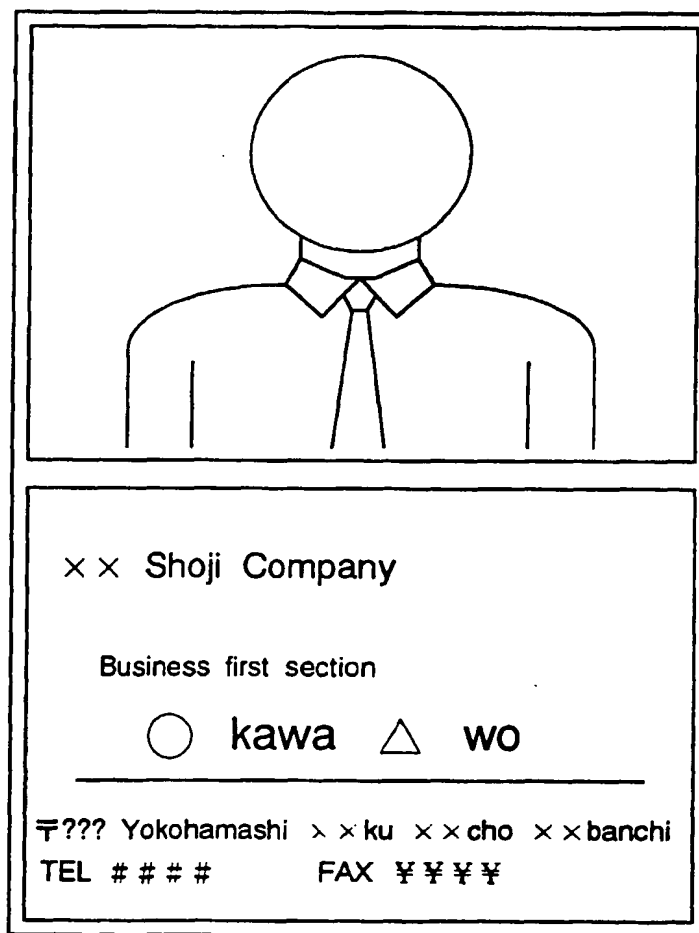 ×× Shoji Company
Business first section
○ kawa △ wo
〒??? Yokohamashi ××ku ××cho ××banchi
TEL #### FAX ¥¥¥¥